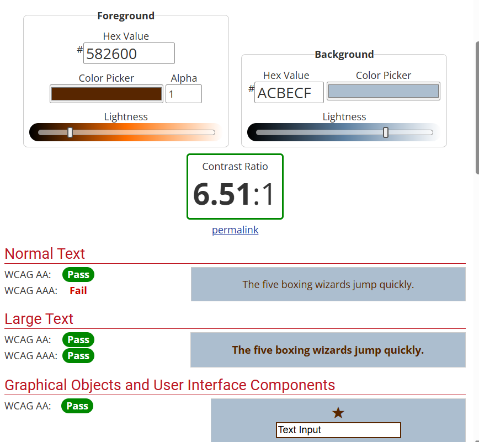 Foreground
Hex Value
#582600
Color Picker Alpha
1
Lightness
Background
Hex Value Color Picker
#ACBECF
Lightness
Contrast Ratio
6.51:1
permalink
Normal Text
WCAG AA: Pass
WCAG AAA: Fail
The five boxing wizards jump quickly.
Large Text
WCAG AA: Pass
WCAG AAA: Pass
The five boxing wizards jump quickly.
Graphical Objects and User Interface Components
WCAG AA: Pass
Text Input